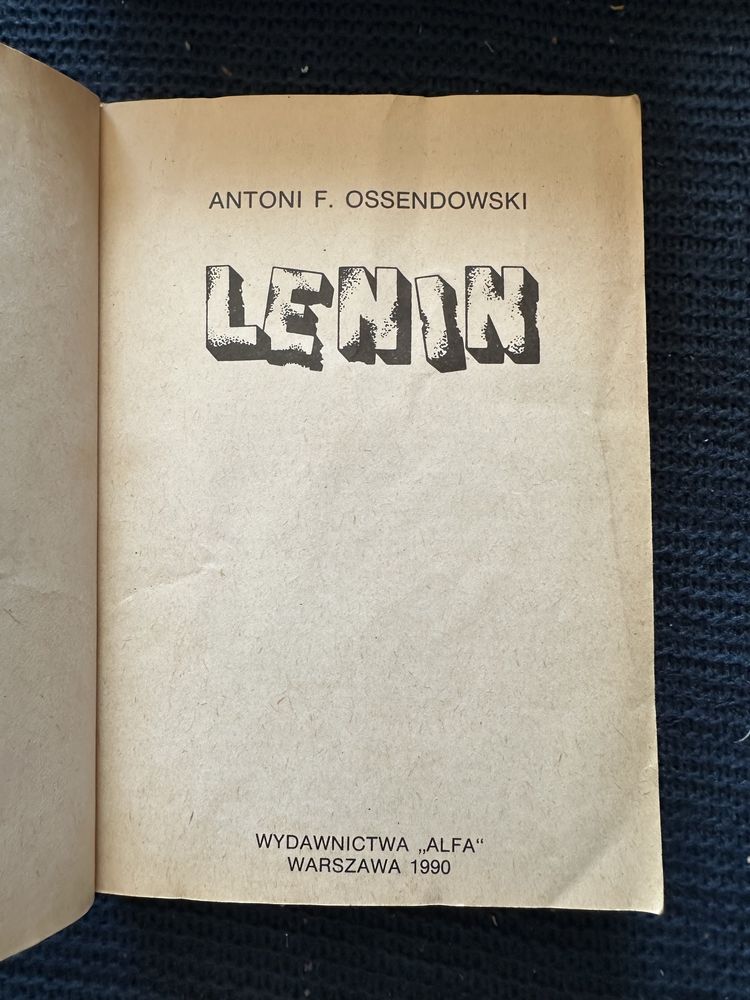 ANTONI F. OSSENDOWSKI
LENIN
WYDAWNICTWA „ALFA“
WARSZAWA 1990